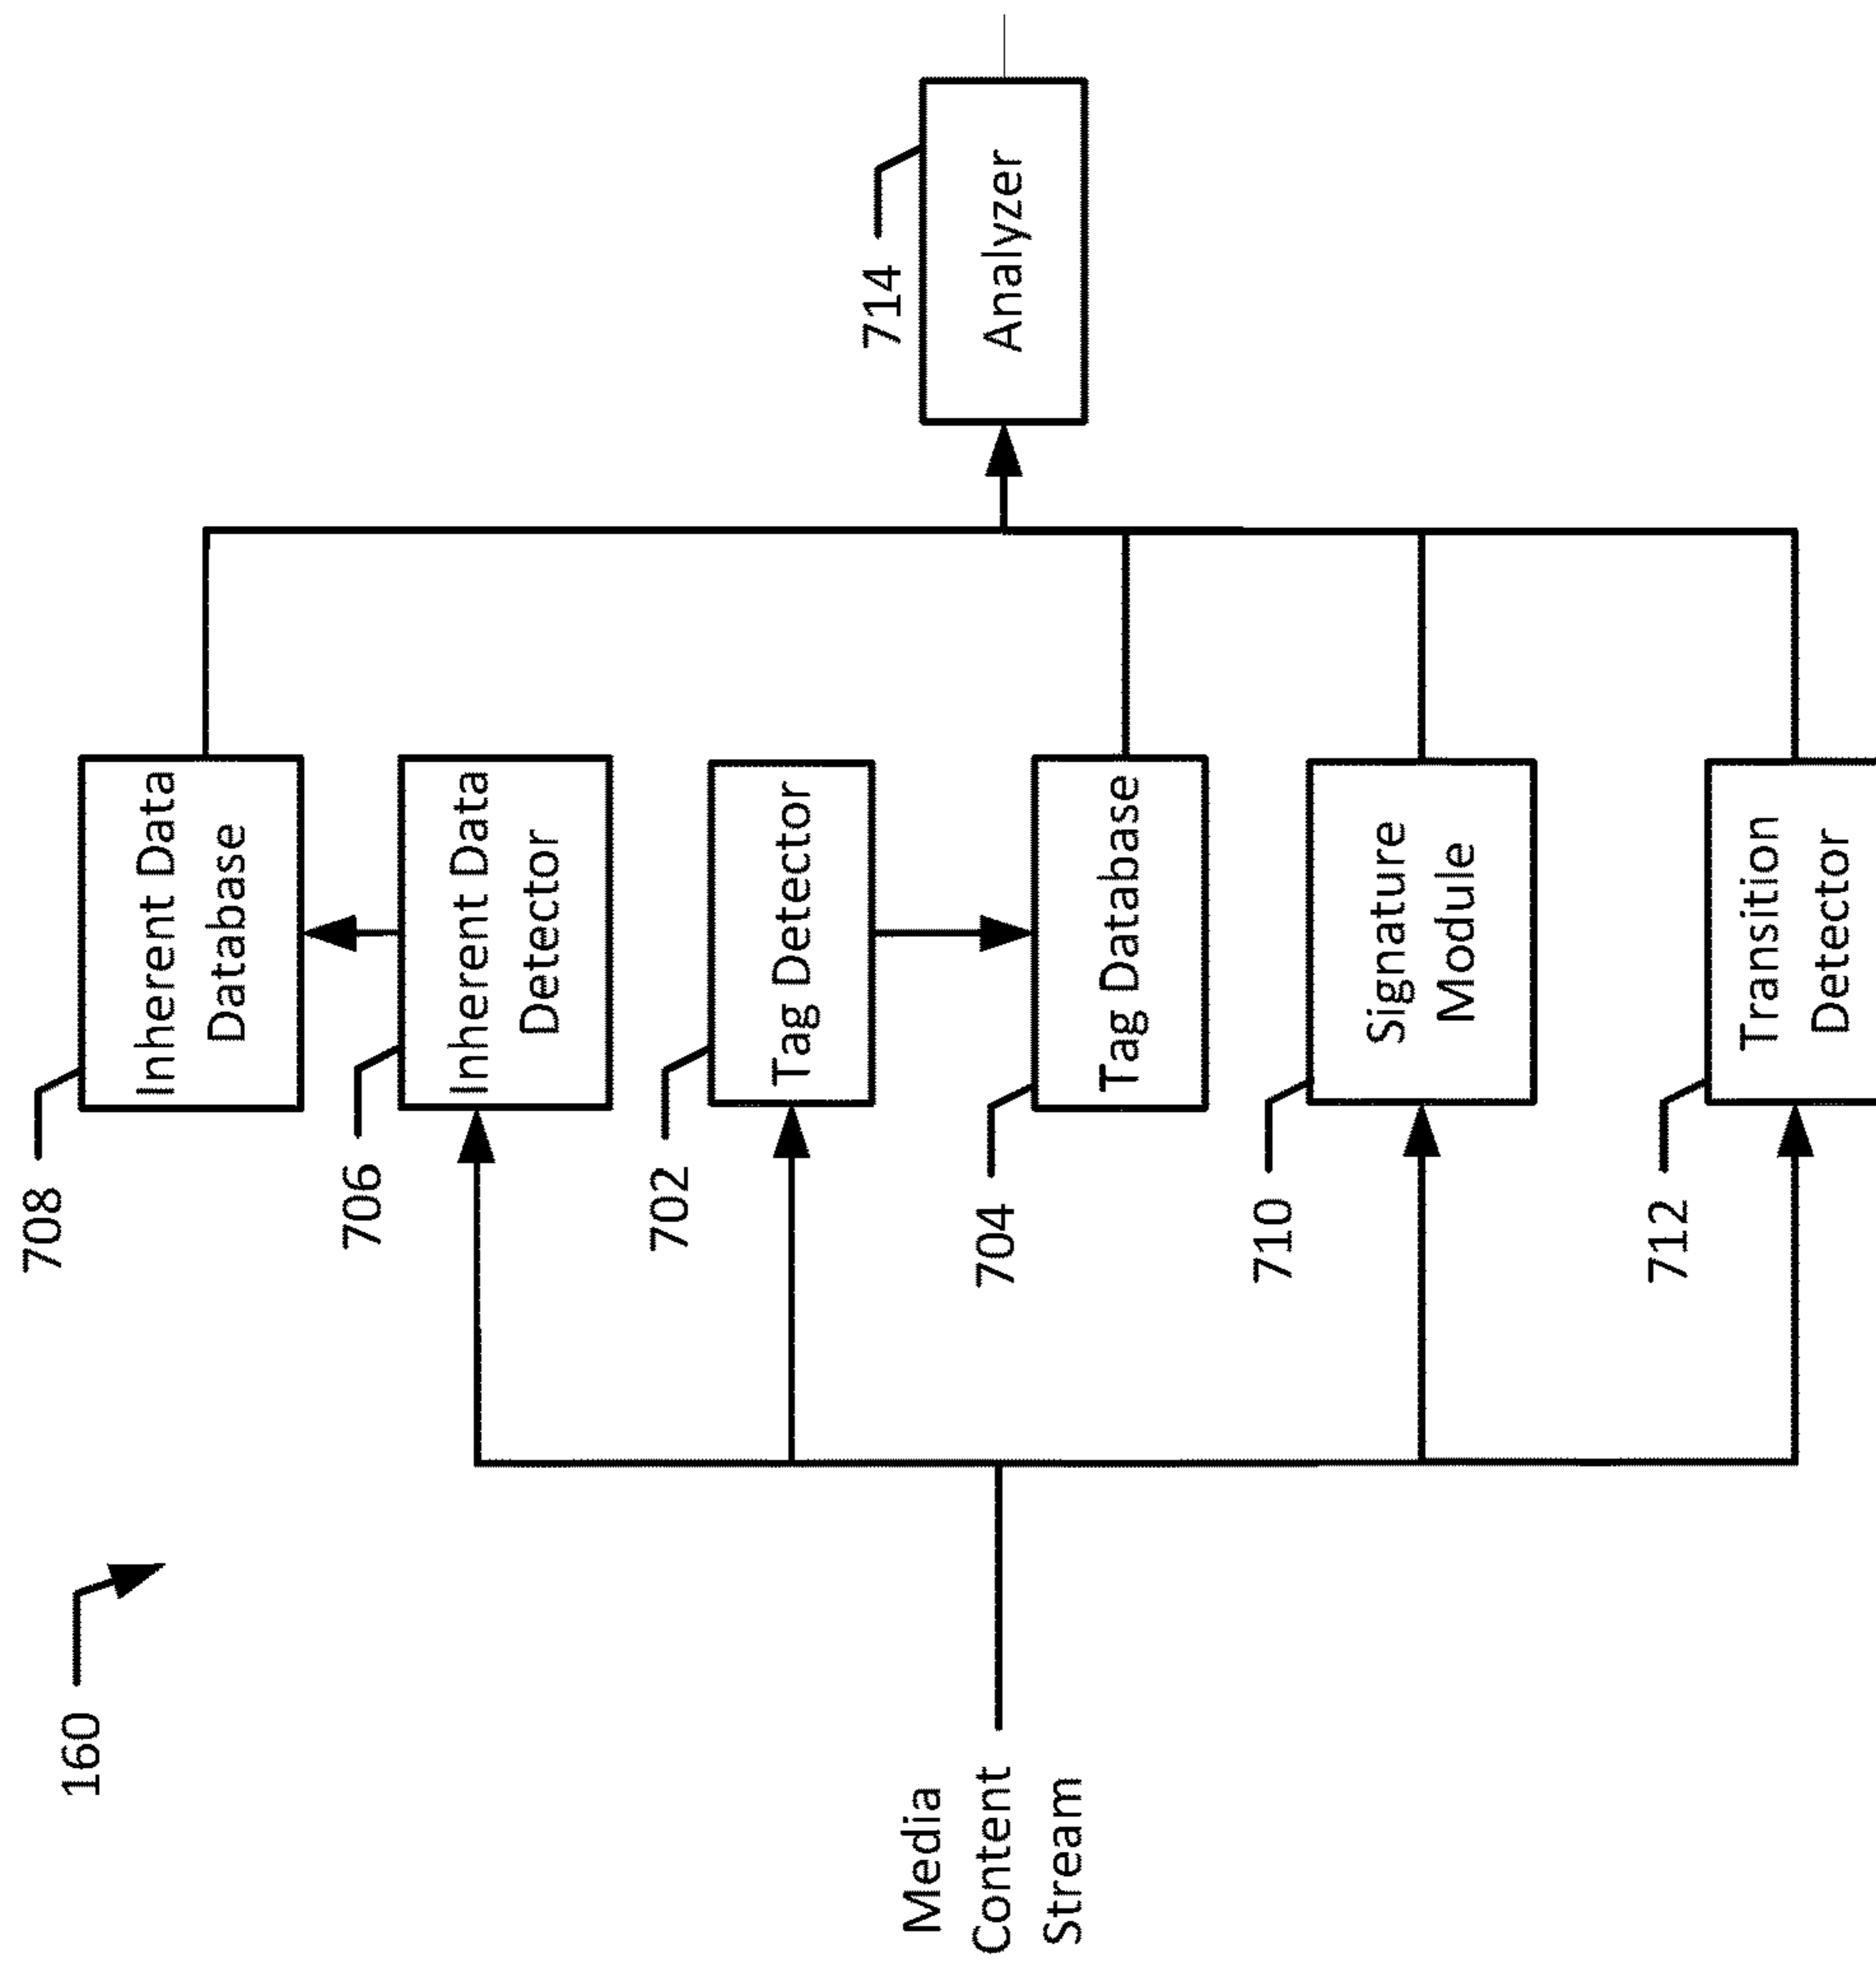 160
Media
Content
Stream
708
Inherent Data
Database
706
Inherent Data
Detector
702
Tag Detector
704
Tag Database
710
Signature
Module
712
Transition
Detector
714
Analyzer